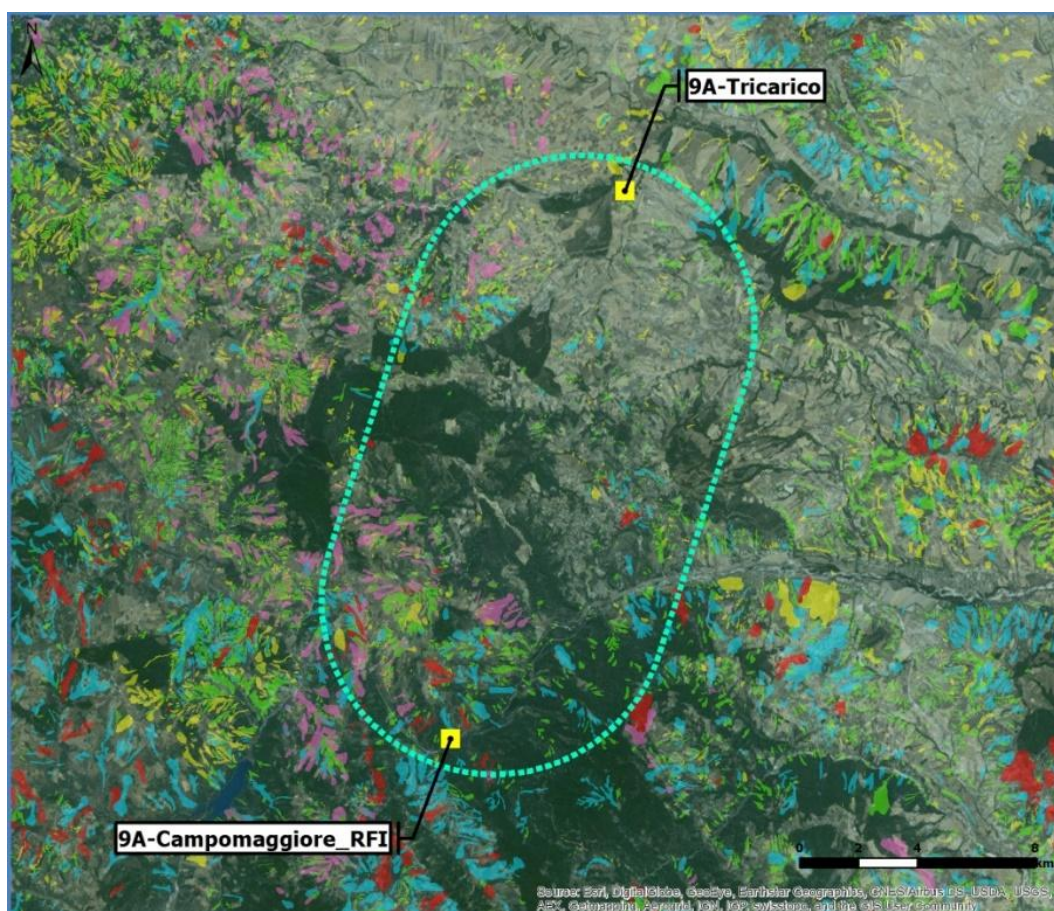 N
9A-Tricarico
9A-Campomaggiore_RFI
0 2 4 8
km
Source: Esri, DigitalGlobe, GeoEye, Earthstar Geographics, CNES/Airbus DS, USDA, USGS,
AEX, Getmapping, Aerogrid, IGN, IGP, swisstopo, and the GIS User Community